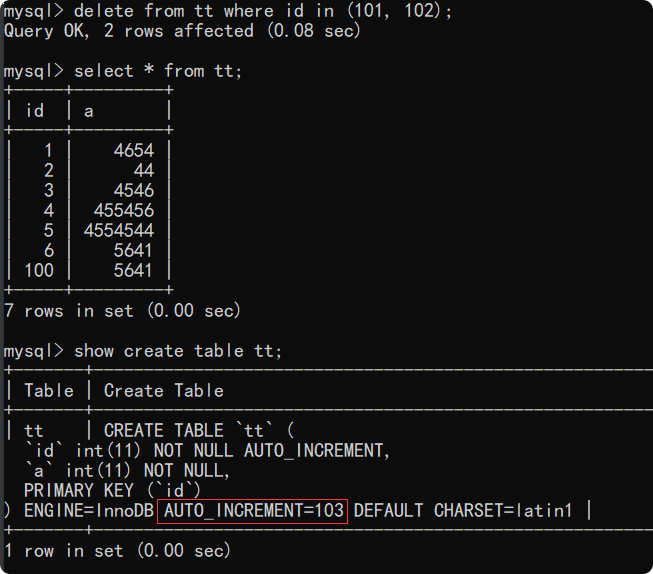 mysql> delete from tt where id in (101, 102);
Query OK, 2 rows affected (0.08 sec)
mysql> select * from tt;
+-----+---------+
| id  | a       |
+-----+---------+
|   1 |    4654 |
|   2 |      44 |
|   3 |    4546 |
|   4 |  455456 |
|   5 | 4554544 |
|   6 |    5641 |
| 100 |    5641 |
+-----+---------+
7 rows in set (0.00 sec)
mysql> show create table tt;
| Table | Create Table
| tt    | CREATE TABLE `tt` (
  `id` int(11) NOT NULL AUTO_INCREMENT,
  `a` int(11) NOT NULL,
  PRIMARY KEY (`id`)
) ENGINE=InnoDB AUTO_INCREMENT=103 DEFAULT CHARSET=latin1 |
1 row in set (0.00 sec)